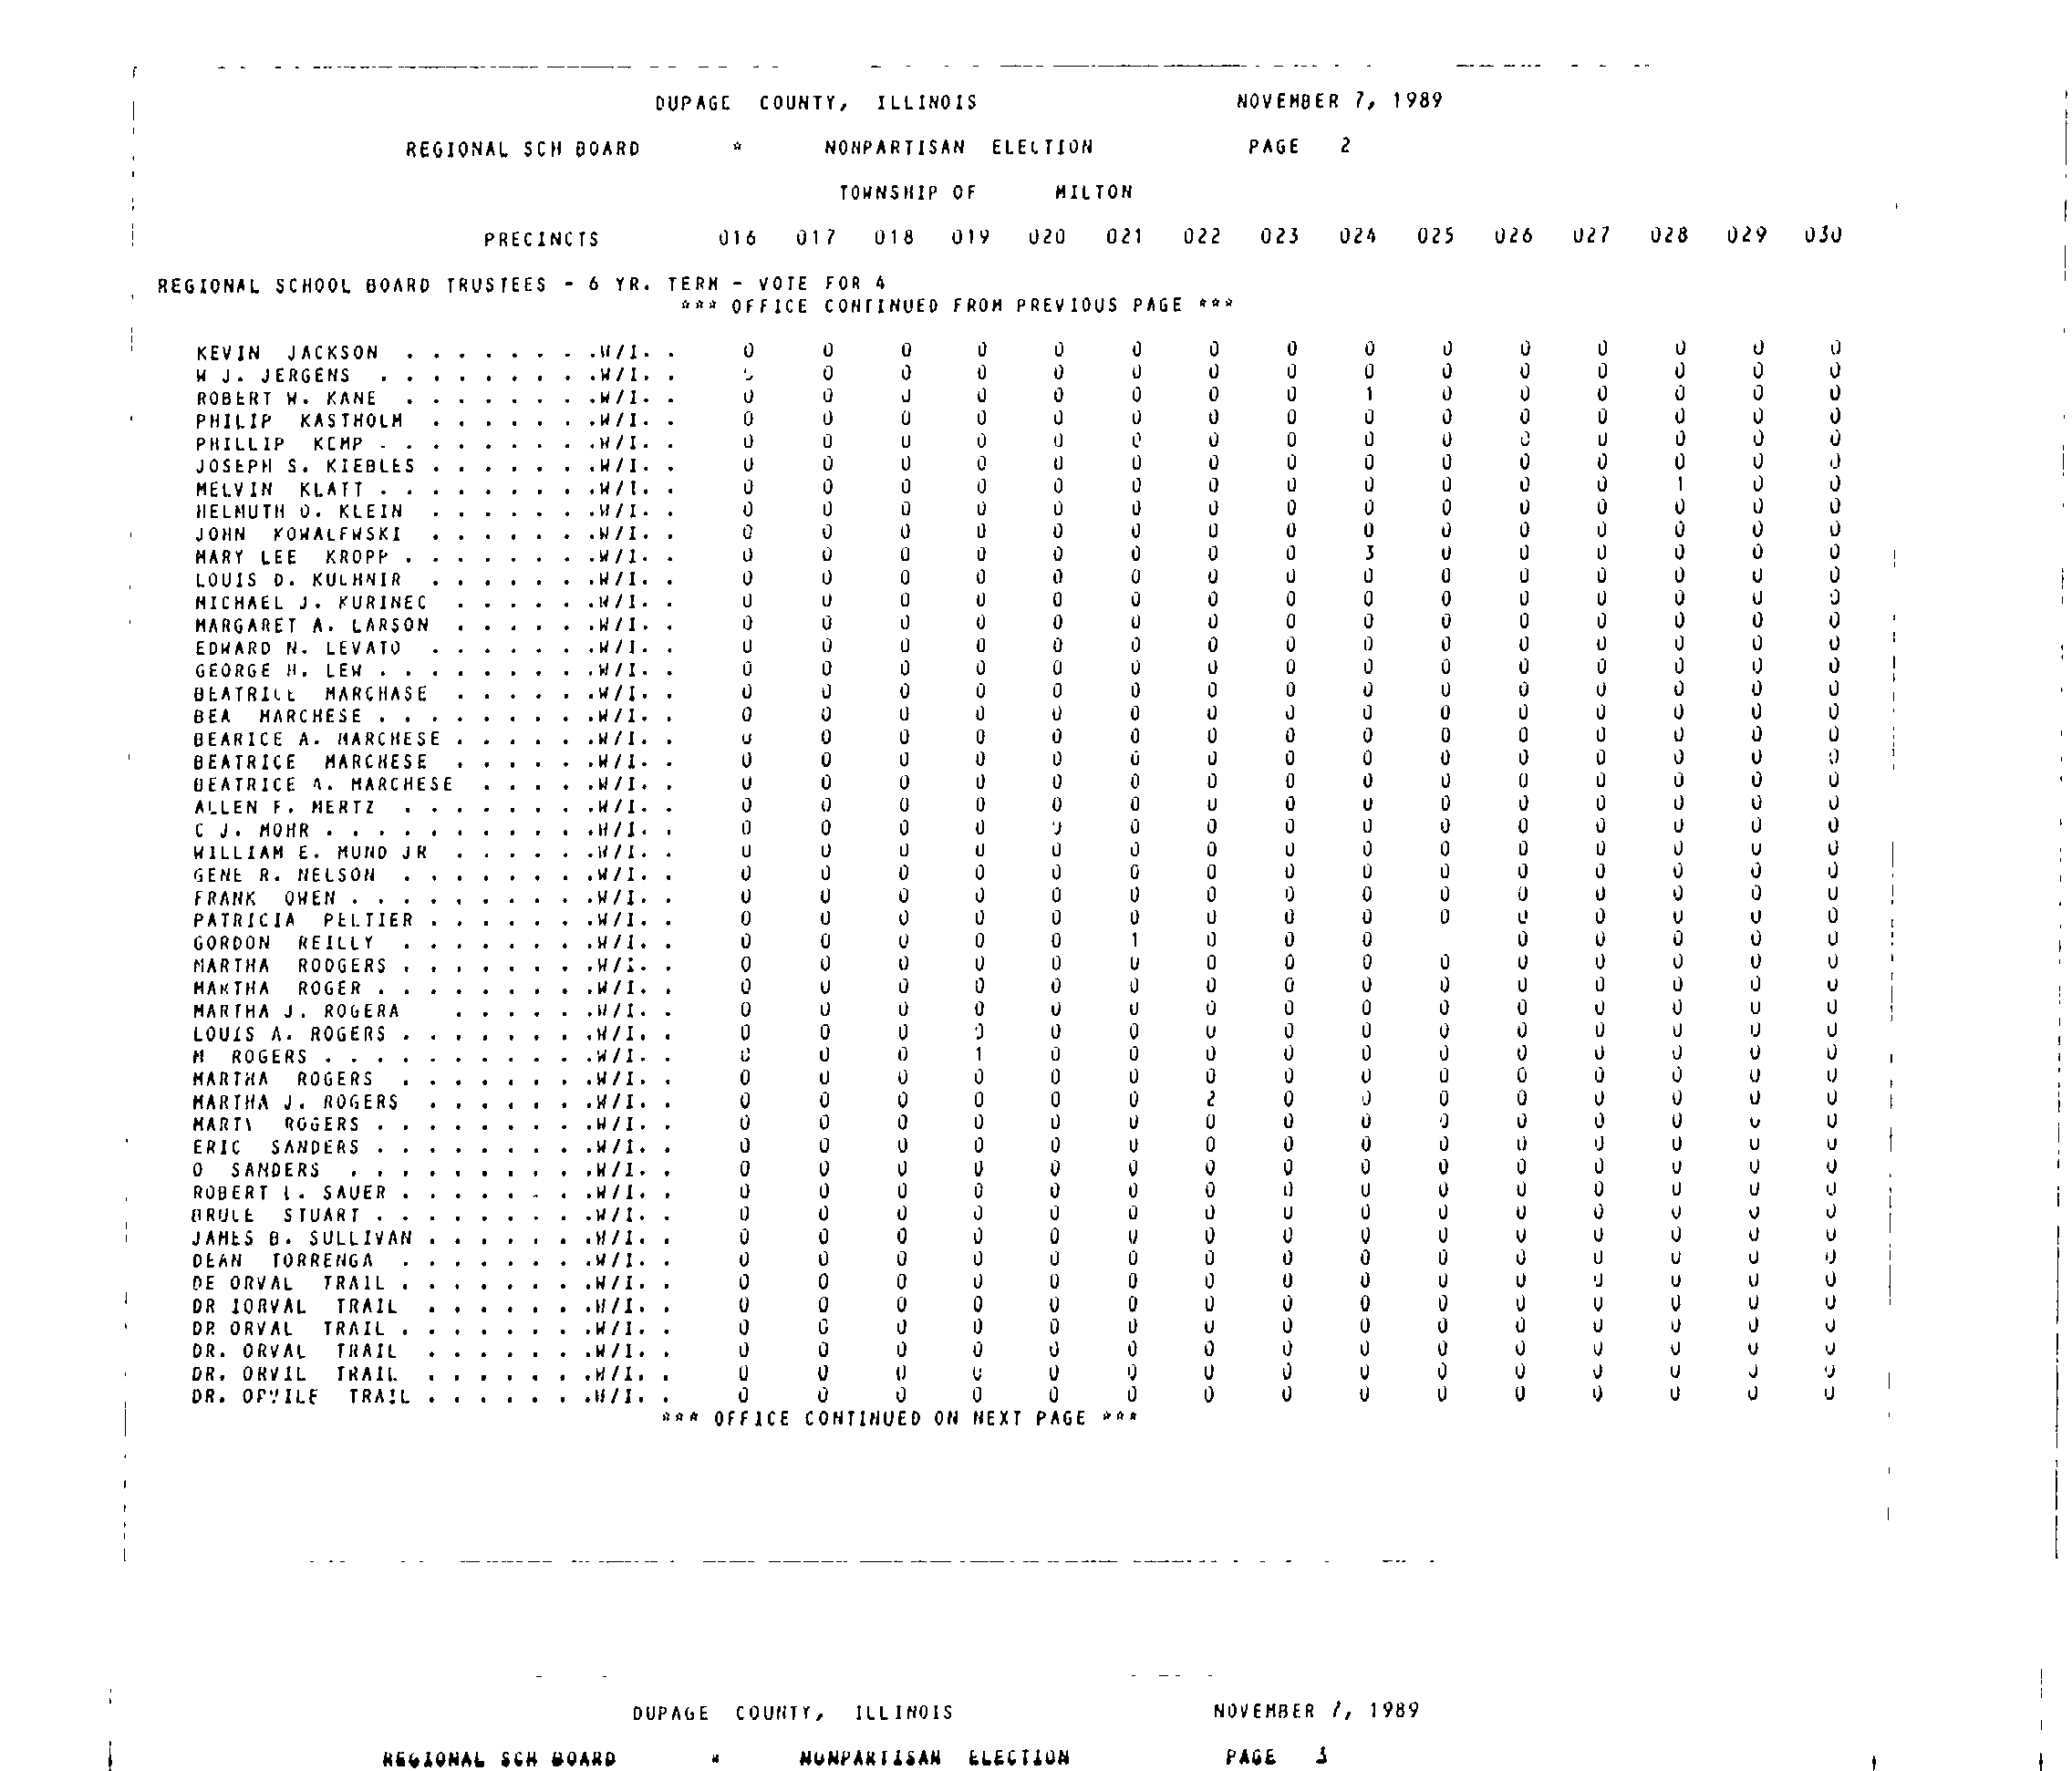 DUPAGE COUNTY, ILLINOIS NOVEMBER 7, 1989
REGIONAL SCH BOARD * NONPARTISAN ELECTION PAGE 2
TOWNSHIP OF MILTON
PRECINCTS 016 017 018 019 020 021 022 023 024 025 026 027 028 029 030
REGIONAL SCHOOL BOARD TRUSTEES - 6 YR. TERM - VOTE FOR 4
*** OFFICE CONTINUED FROM PREVIOUS PAGE ***
KEVIN JACKSON . . . . . . . .W/I. . 0 0 0 0 0 0 0 0 0 0 0 0 0 0 0
W J. JERGENS . . . . . . . . .W/I. . 0 0 0 0 0 0 0 0 0 0 0 0 0 0
ROBERT W. KANE . . . . . . . .W/I. . 0 0 0 0 0 0 0 0 1 0 0 0 0 0 0
PHILIP KASTHOLM . . . . . . .W/I. . 0 0 0 0 0 0 0 0 0 0 0 0 0 0 0
PHILLIP KEMP . . . . . . . . .W/I. . 0 0 0 0 0 0 0 0 0 0 0 0 0 0 0
JOSEPH S. KIEBLES . . . . . . .W/I. . 0 0 0 0 0 0 0 0 0 0 0 0 0 0 0
MELVIN KLATT . . . . . . . . .W/I. . 0 0 0 0 0 0 0 0 0 0 0 0 1 0 0
HELMUTH O. KLEIN . . . . . . .W/I. . 0 0 0 0 0 0 0 0 0 0 0 0 0 0 0
JOHN KOWALEWSKI . . . . . . .W/I. . 0 0 0 0 0 0 0 0 0 0 0 0 0 0 0
MARY LEE KROPP . . . . . . . .W/I. . 0 0 0 0 0 0 0 0 3 0 0 0 0 0 0
LOUIS D. KUCHNIR . . . . . . .W/I. . 0 0 0 0 0 0 0 0 0 0 0 0 0 0 0
MICHAEL J. KURINEC . . . . . .W/I. . 0 0 0 0 0 0 0 0 0 0 0 0 0 0 0
MARGARET A. LARSON . . . . . .W/I. . 0 0 0 0 0 0 0 0 0 0 0 0 0 0 0
EDWARD N. LEVATO . . . . . . .W/I. . 0 0 0 0 0 0 0 0 0 0 0 0 0 0 0
GEORGE H. LEW . . . . . . . . .W/I. . 0 0 0 0 0 0 0 0 0 0 0 0 0 0 0
BEATRICE MARCHASE . . . . . .W/I. . 0 0 0 0 0 0 0 0 0 0 0 0 0 0 0
BEA MARCHESE . . . . . . . . .W/I. . 0 0 0 0 0 0 0 0 0 0 0 0 0 0 0
BEARICE A. MARCHESE . . . . . .W/I. . 0 0 0 0 0 0 0 0 0 0 0 0 0 0 0
BEATRICE MARCHESE . . . . . .W/I. . 0 0 0 0 0 0 0 0 0 0 0 0 0 0 0
BEATRICE A. MARCHESE . . . . .W/I. . 0 0 0 0 0 0 0 0 0 0 0 0 0 0 0
ALLEN F. MERTZ . . . . . . . .W/I. . 0 0 0 0 0 0 0 0 0 0 0 0 0 0 0
C J. MOHR . . . . . . . . . . .W/I. . 0 0 0 0 0 0 0 0 0 0 0 0 0 0 0
WILLIAM E. MUND JR . . . . . .W/I. . 0 0 0 0 0 0 0 0 0 0 0 0 0 0 0
GENE R. NELSON . . . . . . . .W/I. . 0 0 0 0 0 0 0 0 0 0 0 0 0 0 0
FRANK OWEN . . . . . . . . . .W/I. . 0 0 0 0 0 0 0 0 0 0 0 0 0 0 0
PATRICIA PELTIER . . . . . . .W/I. . 0 0 0 0 0 0 0 0 0 0 0 0 0 0 0
GORDON REILLY . . . . . . . .W/I. . 0 0 0 0 0 1 0 0 0 0 0 0 0 0
MARTHA RODGERS . . . . . . . .W/I. . 0 0 0 0 0 0 0 0 0 0 0 0 0 0 0
MARTHA ROGER . . . . . . . . .W/I. . 0 0 0 0 0 0 0 0 0 0 0 0 0 0 0
MARTHA J. ROGERA . . . . . .W/I. . 0 0 0 0 0 0 0 0 0 0 0 0 0 0 0
LOUIS A. ROGERS . . . . . . . .W/I. . 0 0 0 0 0 0 0 0 0 0 0 0 0 0 0
M ROGERS . . . . . . . . . . .W/I. . 0 0 0 1 0 0 0 0 0 0 0 0 0 0 0
MARTHA ROGERS . . . . . . . .W/I. . 0 0 0 0 0 0 0 0 0 0 0 0 0 0 0
MARTHA J. ROGERS . . . . . . .W/I. . 0 0 0 0 0 0 2 0 0 0 0 0 0 0 0
ROGERS . . . . . . . . .W/I. . 0 0 0 0 0 0 0 0 0 0 0 0 0 0 0
ERIC SANDERS . . . . . . . . .W/I. . 0 0 0 0 0 0 0 0 0 0 0 0 0 0 0
O SANDERS . . . . . . . . . .W/I. . 0 0 0 0 0 0 0 0 0 0 0 0 0 0 0
ROBERT L. SAUER . . . . . . . .W/I. . 0 0 0 0 0 0 0 0 0 0 0 0 0 0 0
BRUCE STUART . . . . . . . . .W/I. . 0 0 0 0 0 0 0 0 0 0 0 0 0 0 0
JAMES B. SULLIVAN . . . . . . .W/I. . 0 0 0 0 0 0 0 0 0 0 0 0 0 0 0
DEAN TORRENGA . . . . . . . .W/I. . 0 0 0 0 0 0 0 0 0 0 0 0 0 0 0
DE ORVAL TRAIL . . . . . . . .W/I. . 0 0 0 0 0 0 0 0 0 0 0 0 0 0 0
DR IORVAL TRAIL . . . . . . .W/I. . 0 0 0 0 0 0 0 0 0 0 0 0 0 0 0
DR ORVAL TRAIL . . . . . . . .W/I. . 0 0 0 0 0 0 0 0 0 0 0 0 0 0 0
DR. ORVAL TRAIL . . . . . . .W/I. . 0 0 0 0 0 0 0 0 0 0 0 0 0 0 0
DR. ORVIL TRAIL . . . . . . .W/I. . 0 0 0 0 0 0 0 0 0 0 0 0 0 0 0
DR. ORVILE TRAIL . . . . . . .W/I. . 0 0 0 0 0 0 0 0 0 0 0 0 0 0 0
*** OFFICE CONTINUED ON NEXT PAGE ***
DUPAGE COUNTY, ILLINOIS NOVEMBER 7, 1989
REGIONAL SCH BOARD * NONPARTISAN ELECTION PAGE 3